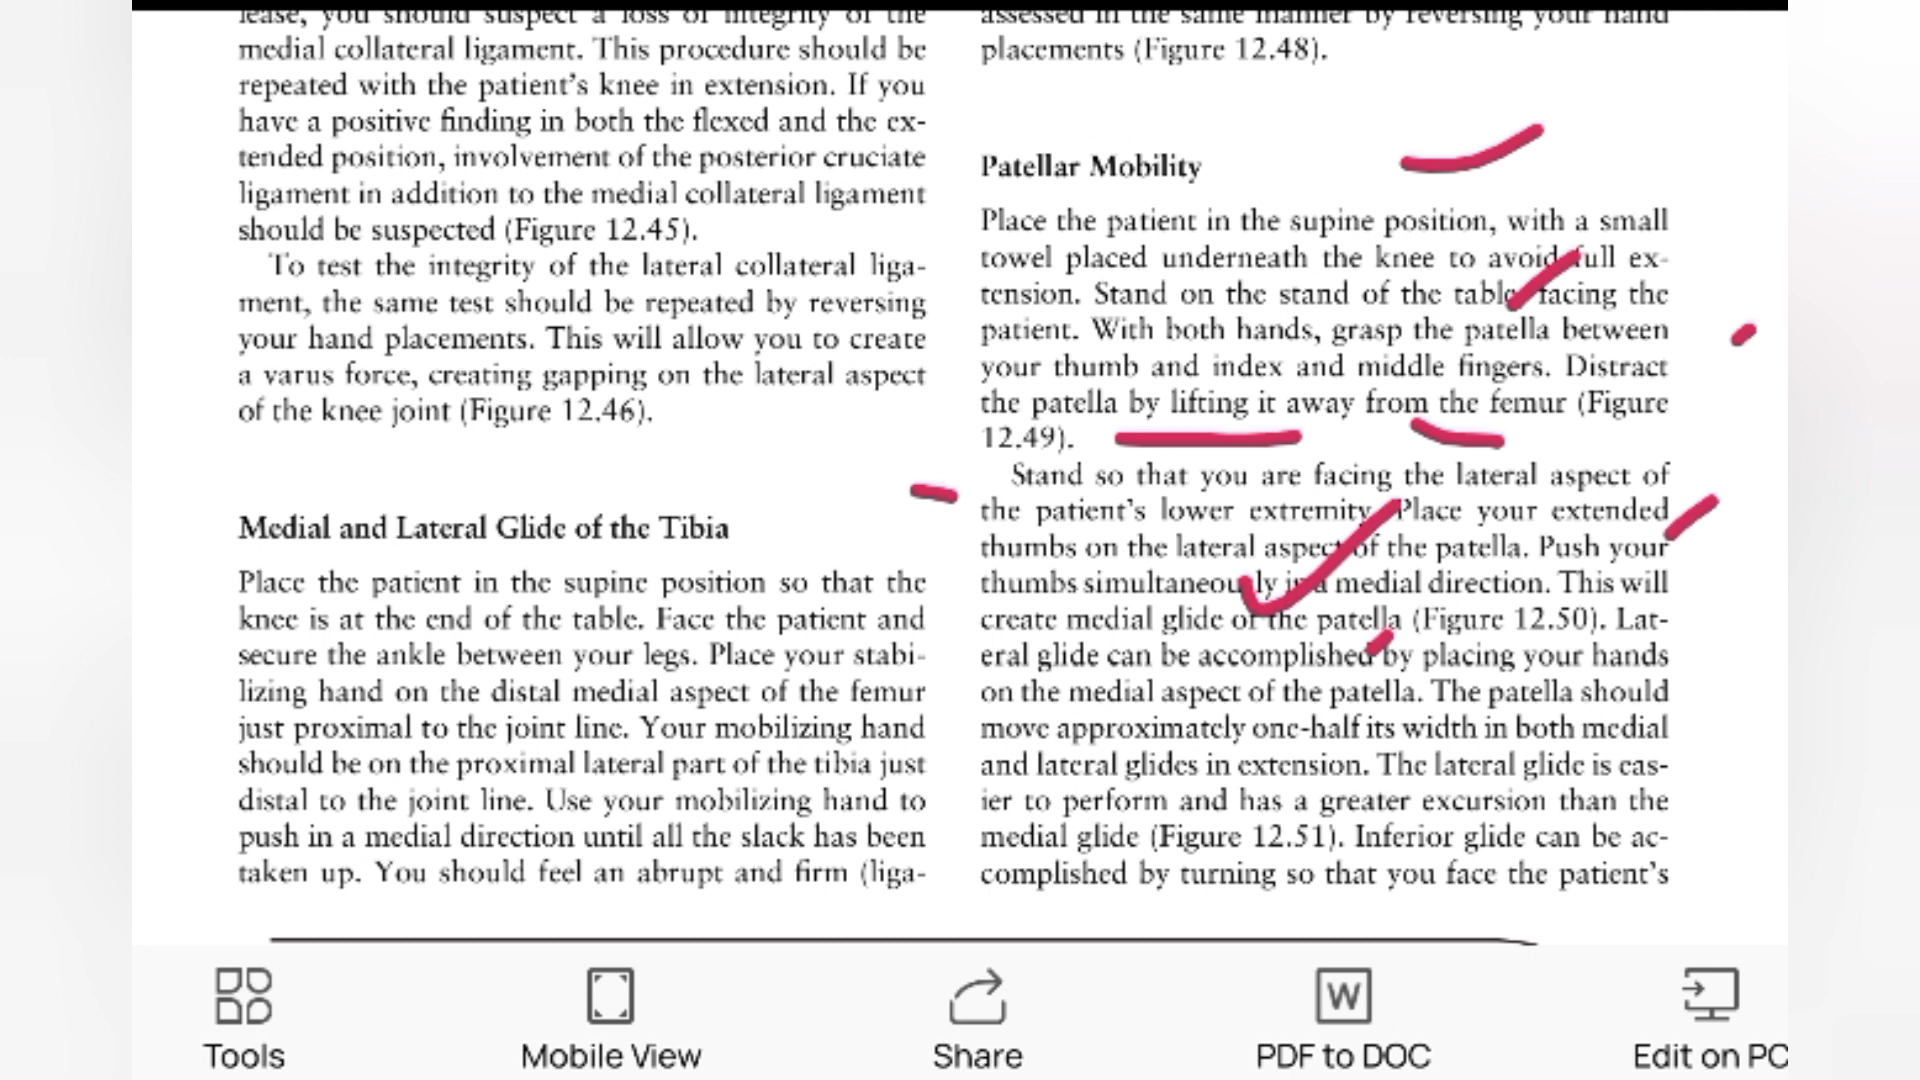 lease, you should suspect a loss of integrity of the
medial collateral ligament. This procedure should be
repeated with the patient's knee in extension. If you
have a positive finding in both the flexed and the ex-
tended position, involvement of the posterior cruciate
ligament in addition to the medial collateral ligament
should be suspected (Figure 12.45).
To test the integrity of the lateral collateral liga-
ment, the same test should be repeated by reversing
your hand placements. This will allow you to create
a varus force, creating gapping on the lateral aspect
of the knee joint (Figure 12.46).
Medial and Lateral Glide of the Tibia
Place the patient in the supine position so that the
knee is at the end of the table. Face the patient and
secure the ankle between your legs. Place your stabi-
lizing hand on the distal medial aspect of the femur
just proximal to the joint line. Your mobilizing hand
should be on the proximal lateral part of the tibia just
distal to the joint line. Use your mobilizing hand to
push in a medial direction until all the slack has been
taken up. You should feel an abrupt and firm (liga-
assessed in the same manner by reversing your hand
placements (Figure 12.48).
Patellar Mobility
Place the patient in the supine position, with a small
towel placed underneath the knee to avoid full ex-
tension. Stand on the stand of the table facing the
patient. With both hands, grasp the patella between
your thumb and index and middle fingers. Distract
the patella by lifting it away from the femur (Figure
12.49).
Stand so that you are facing the lateral aspect of
the patient's lower extremity. Place your extended
thumbs on the lateral aspect of the patella. Push your
thumbs simultaneously in a medial direction. This will
create medial glide of the patella (Figure 12.50). Lat-
eral glide can be accomplished by placing your hands
on the medial aspect of the patella. The patella should
move approximately one-half its width in both medial
and lateral glides in extension. The lateral glide is eas-
ier to perform and has a greater excursion than the
medial glide (Figure 12.51). Inferior glide can be ac-
complished by turning so that you face the patient's
Tools
Mobile View
Share
PDF to DOC
Edit on PC